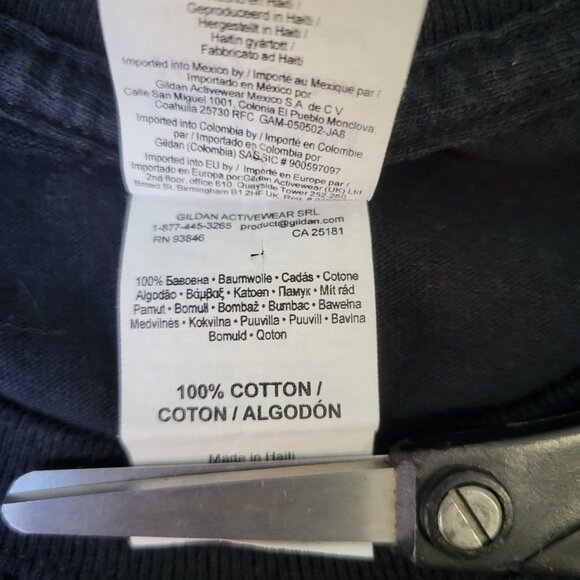 Geproduceerd in Haïti /
Hergestellt in Haiti /
Haitin gyártott /
Fabbricato ad Haiti
Imported into Mexico by / Importé au Mexique par /
Importado en México por
Gildan Activewear Mexico S.A. de C V
Calle San Miguel 1001, Colonia El Pueblo Monclova,
Coahuila 25730 RFC GAM-050502-JA8
Imported into Colombia by / Importé en Colombie
par / Importado en Colombia por
Gildan (Colombia) SAS SIC # 900597097
Imported into EU by / Importé en Europe par /
Importado en Europa por: Gildan Activewear (UK) Ltd
2nd floor, office 610, Quayside Tower 252-260,
Broad St, Birmingham B1 2HF UK,
GILDAN ACTIVEWEAR SRL
1-877-445-3265 product@gildan.com
RN 93846 CA 25181
100% Бавовна • Baumwolle • Cadás • Cotone
Algodão • Βάμβαξ • Katoen • Памук • Mít rád
Pamut • Bomull • Bombaž • Bumbac • Bawełna
Medvilnės • Kokvilna • Puuvilla • Puuvill • Bavlna
Bomuld • Qoton
100% COTTON /
COTON / ALGODÓN
Made in Haiti